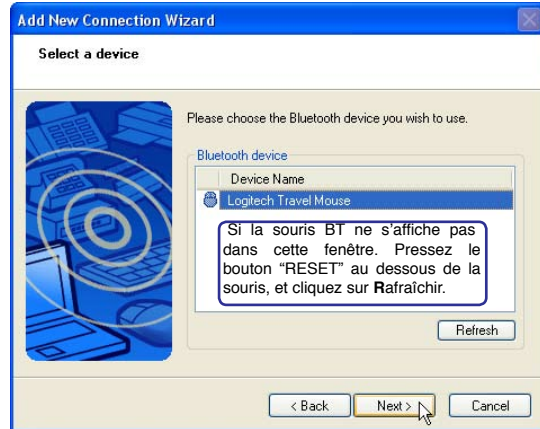 Add New Connection Wizard
Select a device
Please choose the Bluetooth device you wish to use.
Bluetooth device
Device Name
Logitech Travel Mouse
Si la souris BT ne s’affiche pas
dans cette fenêtre. Pressez le
bouton “RESET” au dessous de la
souris, et cliquez sur Rafraîchir.
Refresh
< Back Next > Cancel